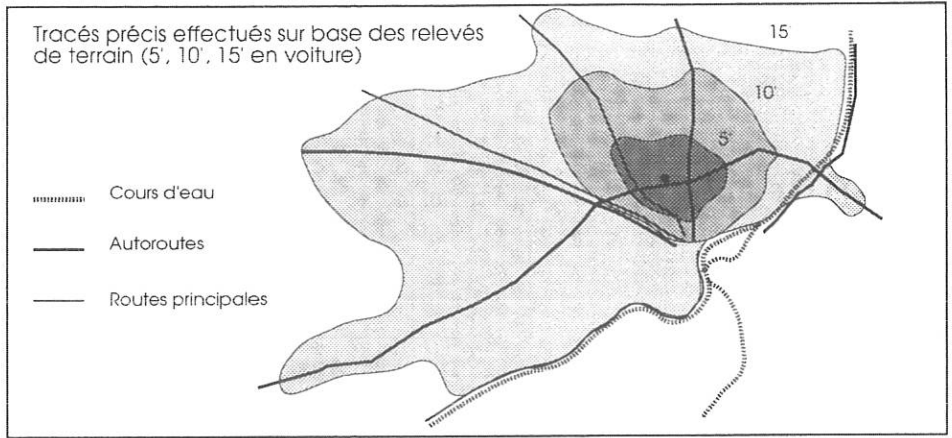 Tracés précis effectués sur base des relevés
de terrain (5', 10', 15' en voiture)
15
10'
5'
Cours d'eau
Autoroutes
Routes principales